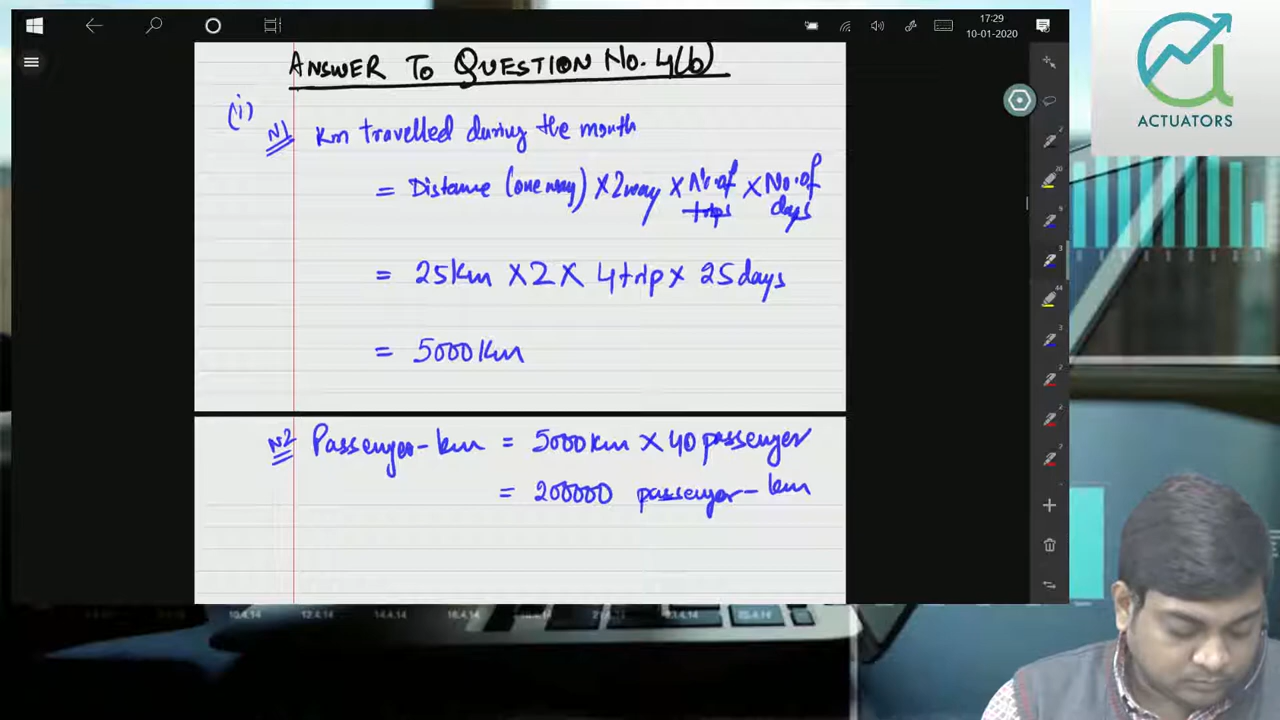 17:29
10-01-2020
ACTUATORS
ANSWER TO QUESTION No. 4(b)
(i)
N1 Km travelled during the month
= Distance (one way) × 2 way × No. of trips × No. of days
= 25 Km × 2 × 4 trip × 25 days
= 5000 Km
N2 Passenger-km = 5000 km × 40 passenger
= 200000 passenger-km